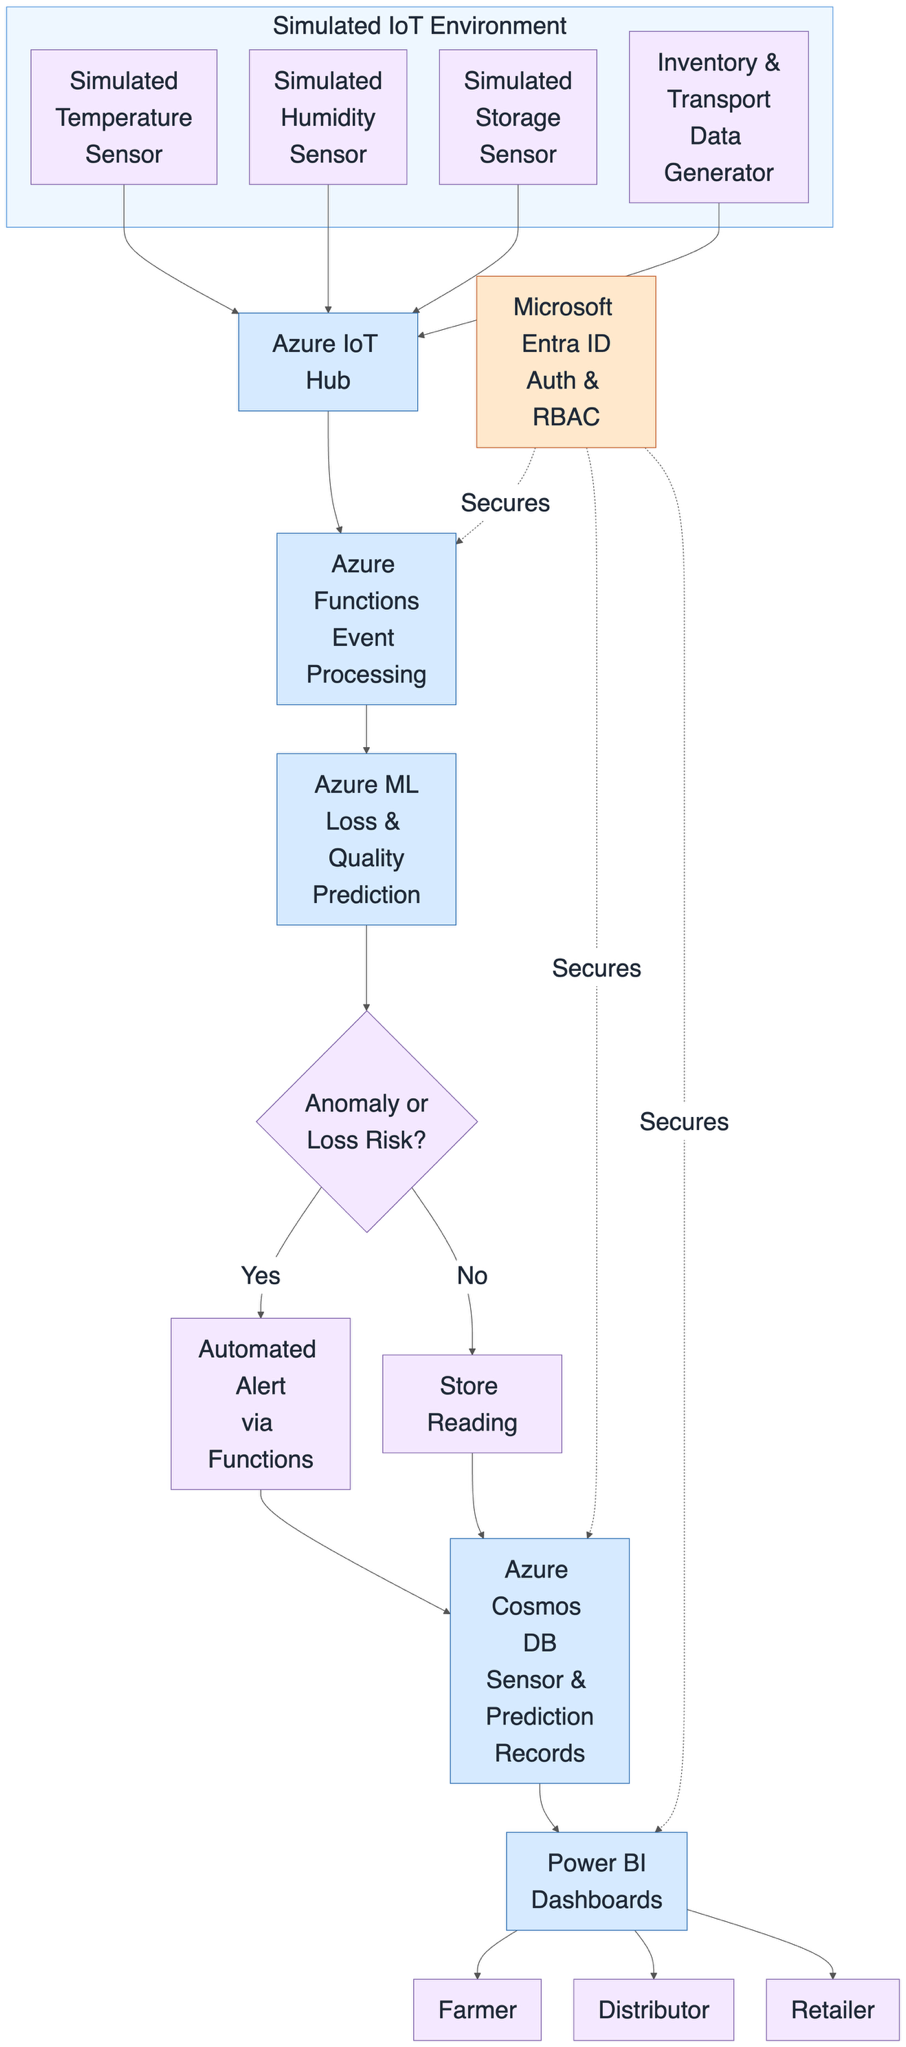 Simulated IoT Environment
Simulated
Temperature
Sensor
Simulated
Humidity
Sensor
Simulated
Storage
Sensor
Inventory &
Transport
Data
Generator
Microsoft
Entra ID
Auth &
RBAC
Azure IoT
Hub
Secures
Azure
Functions
Event
Processing
Azure ML
Loss &
Quality
Prediction
Secures
Anomaly or
Loss Risk?
Secures
Yes
No
Automated
Alert
via
Functions
Store
Reading
Azure
Cosmos
DB
Sensor &
Prediction
Records
Power BI
Dashboards
Farmer
Distributor
Retailer